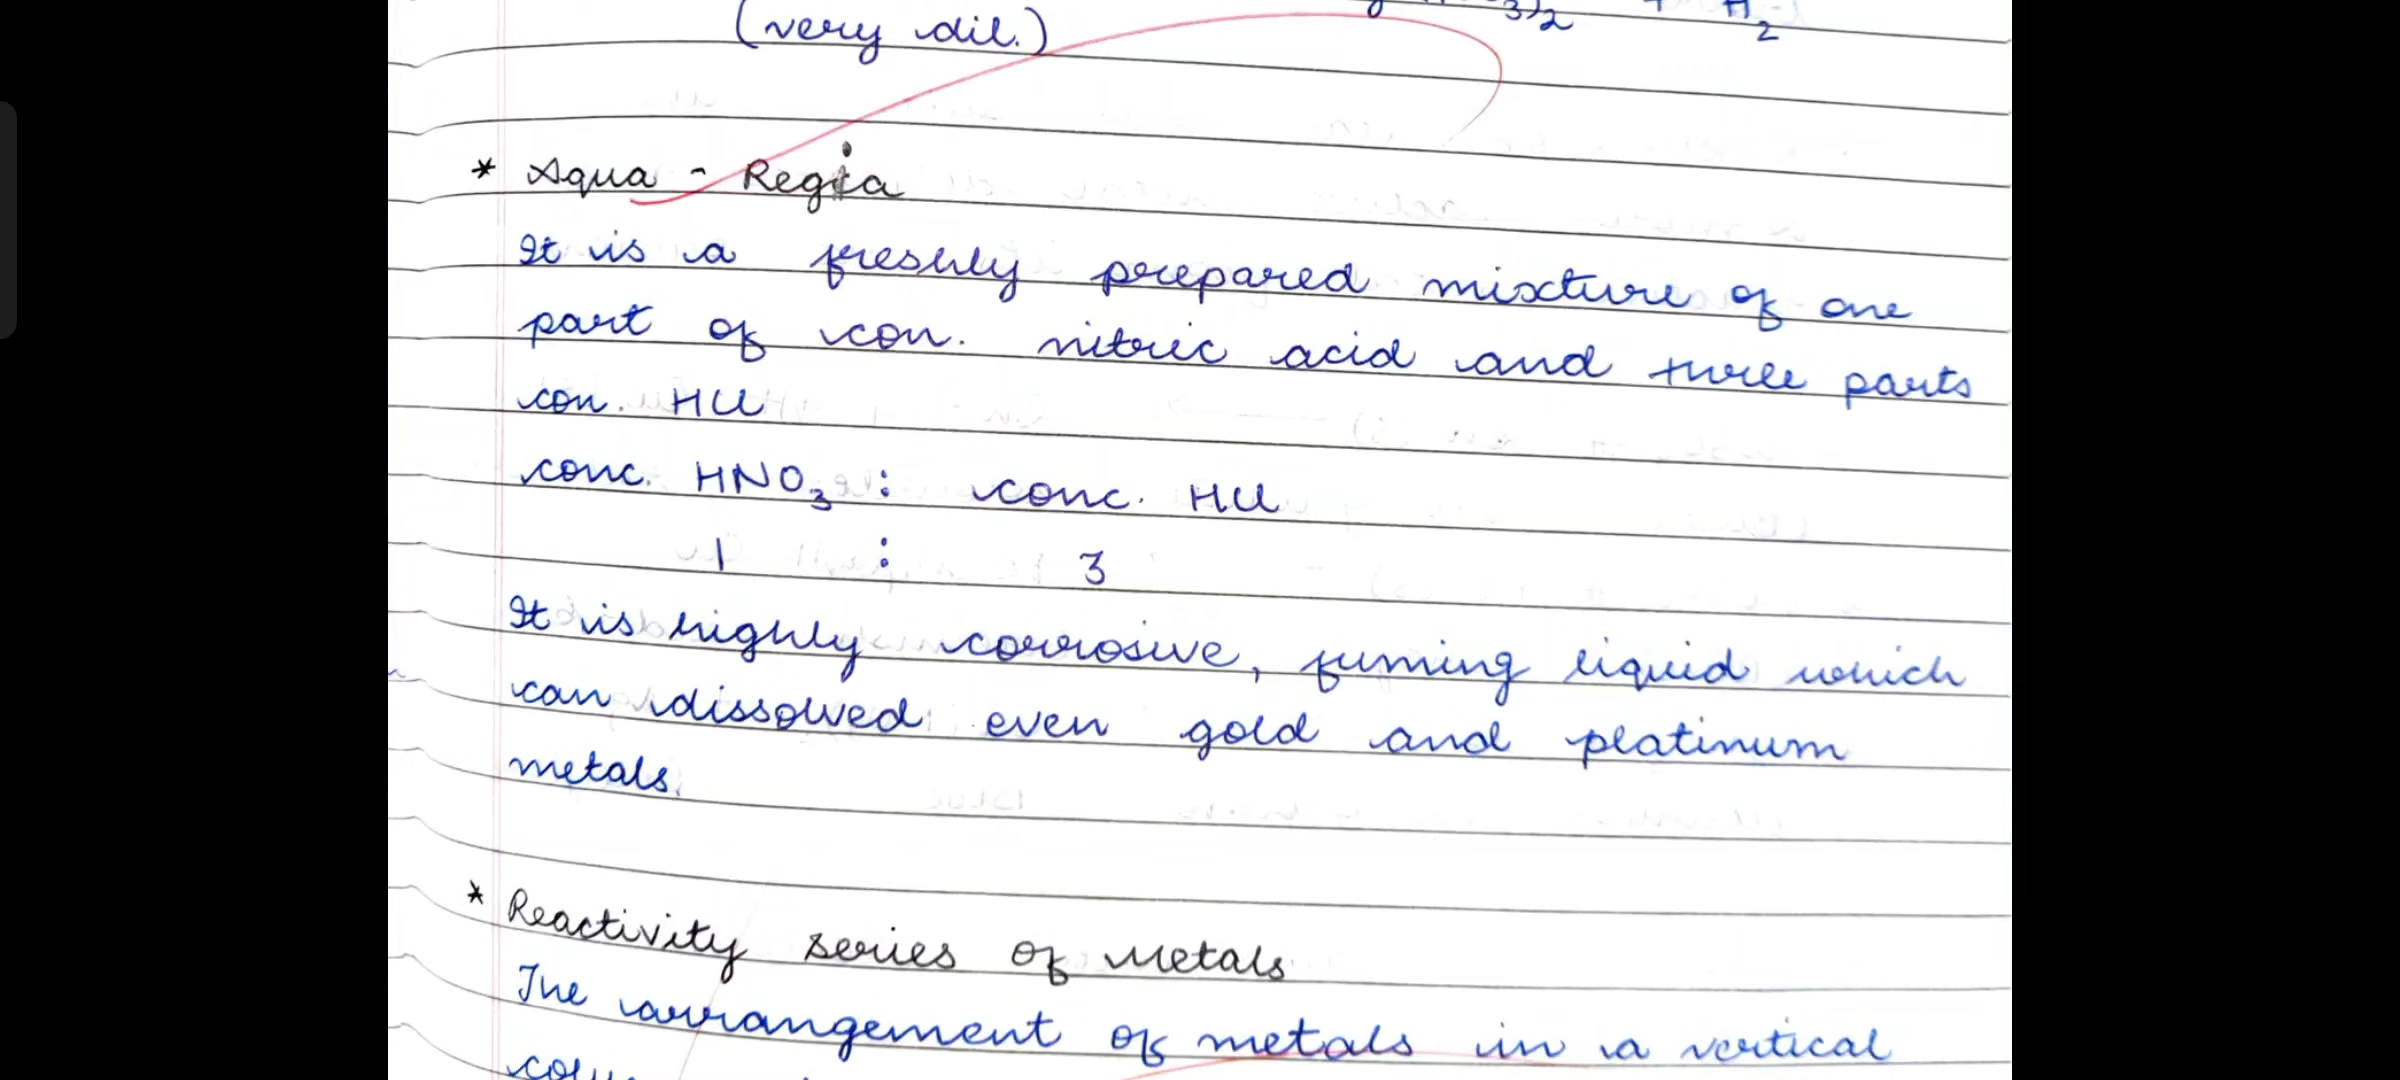 (very dil.)
* Aqua - Regia
It is a freshly prepared mixture of one
part of con. nitric acid and three parts
con. HCl
conc. HNO3 : conc. HCl
1 : 3
It is highly corrosive, fuming liquid which
can dissolved even gold and platinum
metals.
* Reactivity series of Metals
The arrangement of metals in a vertical